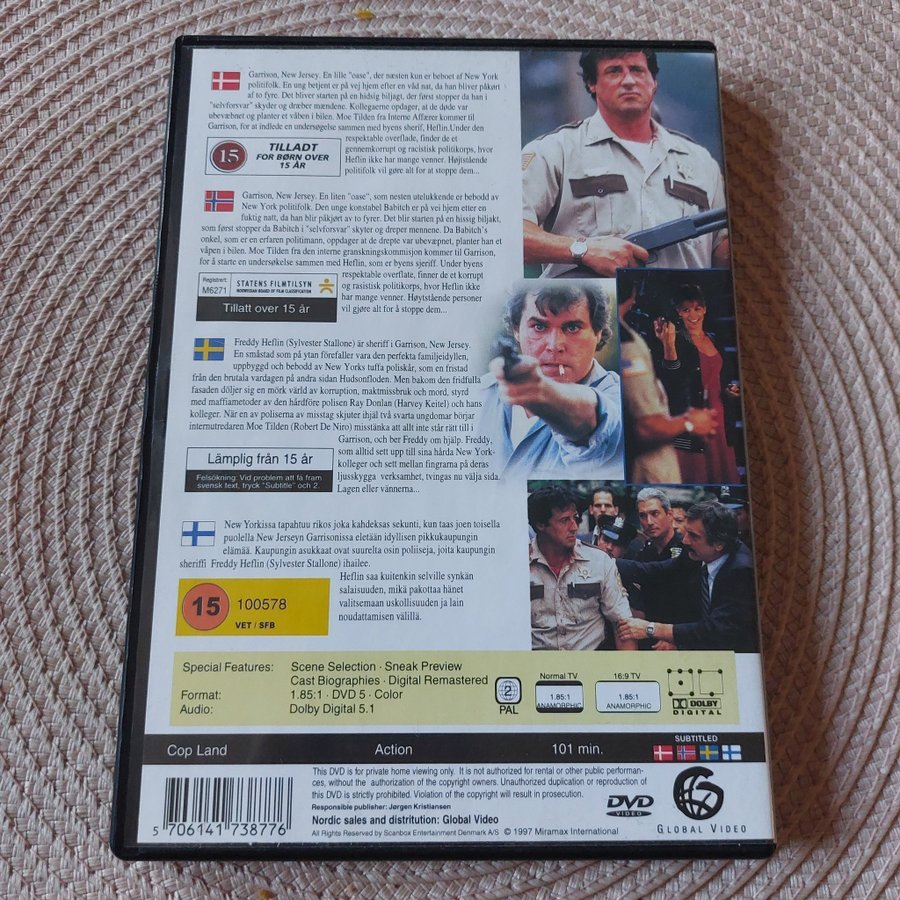 Garrison, New Jersey. En lille "oase", der næsten kun er beboet af New York
politifolk. En ung betjent er på vej hjem efter en våd nat, da han bliver påkørt
af to fyre. Det bliver starten på en hidsig biljagt, der først stopper da han i
"selvforsvar" skyder og dræber mændene. Kollegaerne opdager, at de døde var
ubevæbnet og planter et våben i bilen. Moe Tilden fra Interne Affærer kommer til
Garrison, for at indlede en undersøgelse sammen med byens sherif, Heflin.Under den
respektable overflade, finder de et
gennemkorrupt og racistisk politikorps, hvor
Heflin ikke har mange venner. Højtstående
politifolk vil gøre alt for at stoppe dem...
15
TILLADT
FOR BØRN OVER
15 ÅR
Garrison, New Jersey. En liten "oase", som nesten utelukkende er bebodd av
New York politifolk. Den unge konstabel Babitch er på vei hjem etter en
fuktig natt, da han blir påkjørt av to fyrer. Det blir starten på en hissig biljakt,
som først stopper da Babitch i "selvforsvar" skyter og dreper mennene. Da Babitch's
onkel, som er en erfaren politimann, oppdager at de drepte var ubevæpnet, planter han et
våpen i bilen. Moe Tilden fra den interne granskningskommisjon kommer til Garrison,
for å starte en undersøkelse sammen med Heflin, som er byens sjeriff. Under byens
respektable overflate, finner de et korrupt
og rasistisk politikorps, hvor Heflin ikke
har mange venner. Høytstående personer
vil gjøre alt for å stoppe dem...
Registrert
M6271
STATENS FILMTILSYN
NORWEGIAN BOARD OF FILM CLASSIFICATION
Tillatt over 15 år
Freddy Heflin (Sylvester Stallone) är sheriff i Garrison, New Jersey.
En småstad som på ytan förefaller vara den perfekta familjeidyllen,
uppbyggd och bebodd av New Yorks tuffa poliskår, som en fristad
från den brutala vardagen på andra sidan Hudsonfloden. Men bakom den fridfulla
fasaden döljer sig en mörk värld av korruption, maktmissbruk och mord, styrd
med maffiametoder av den hårdföre polisen Ray Donlan (Harvey Keitel) och hans
kolleger. När en av poliserna av misstag skjuter ihjäl två svarta ungdomar börjar
internutredaren Moe Tilden (Robert De Niro) misstänka att allt inte står rätt till i
Garrison, och ber Freddy om hjälp. Freddy,
som alltid sett upp till sina hårda New York-
kolleger och sett mellan fingrarna på deras
ljusskygga verksamhet, tvingas nu välja sida.
Lagen eller vännerna...
Lämplig från 15 år
Felsökning: Vid problem att få fram
svensk text, tryck "Subtitle" och 2.
New Yorkissa tapahtuu rikos joka kahdeksas sekunti, kun taas joen toisella
puolella New Jerseyn Garrisonissa eletään idyllisen pikkukaupungin
elämää. Kaupungin asukkaat ovat suurelta osin poliiseja, joita kaupungin
sheriffi Freddy Heflin (Sylvester Stallone) ihailee.
Heflin saa kuitenkin selville synkän
salaisuuden, mikä pakottaa hänet
valitsemaan uskollisuuden ja lain
noudattamisen välillä.
15
100578
VET / SFB
Special Features: Scene Selection · Sneak Preview
Cast Biographies · Digital Remastered
Format: 1.85:1 · DVD 5 · Color
Audio: Dolby Digital 5.1
2
PAL
Normal TV
1.85:1
ANAMORPHIC
16:9 TV
1.85:1
ANAMORPHIC
DOLBY
DIGITAL
Cop Land Action 101 min.
SUBTITLED
This DVD is for private home viewing only. It is not authorized for rental or other public performan-
ces, without the authorization of the copyright owners. Unauthorized duplication or reproduction of
this DVD is strictly prohibited. Violation of the copyright will result in prosecution.
Responsible publisher: Jørgen Kristiansen
Nordic sales and distritution: Global Video
All Rights Reserved by Scanbox Entertainment Denmark A/S © 1997 Miramax International
5 706141 738776
DVD
VIDEO
GLOBAL VIDEO